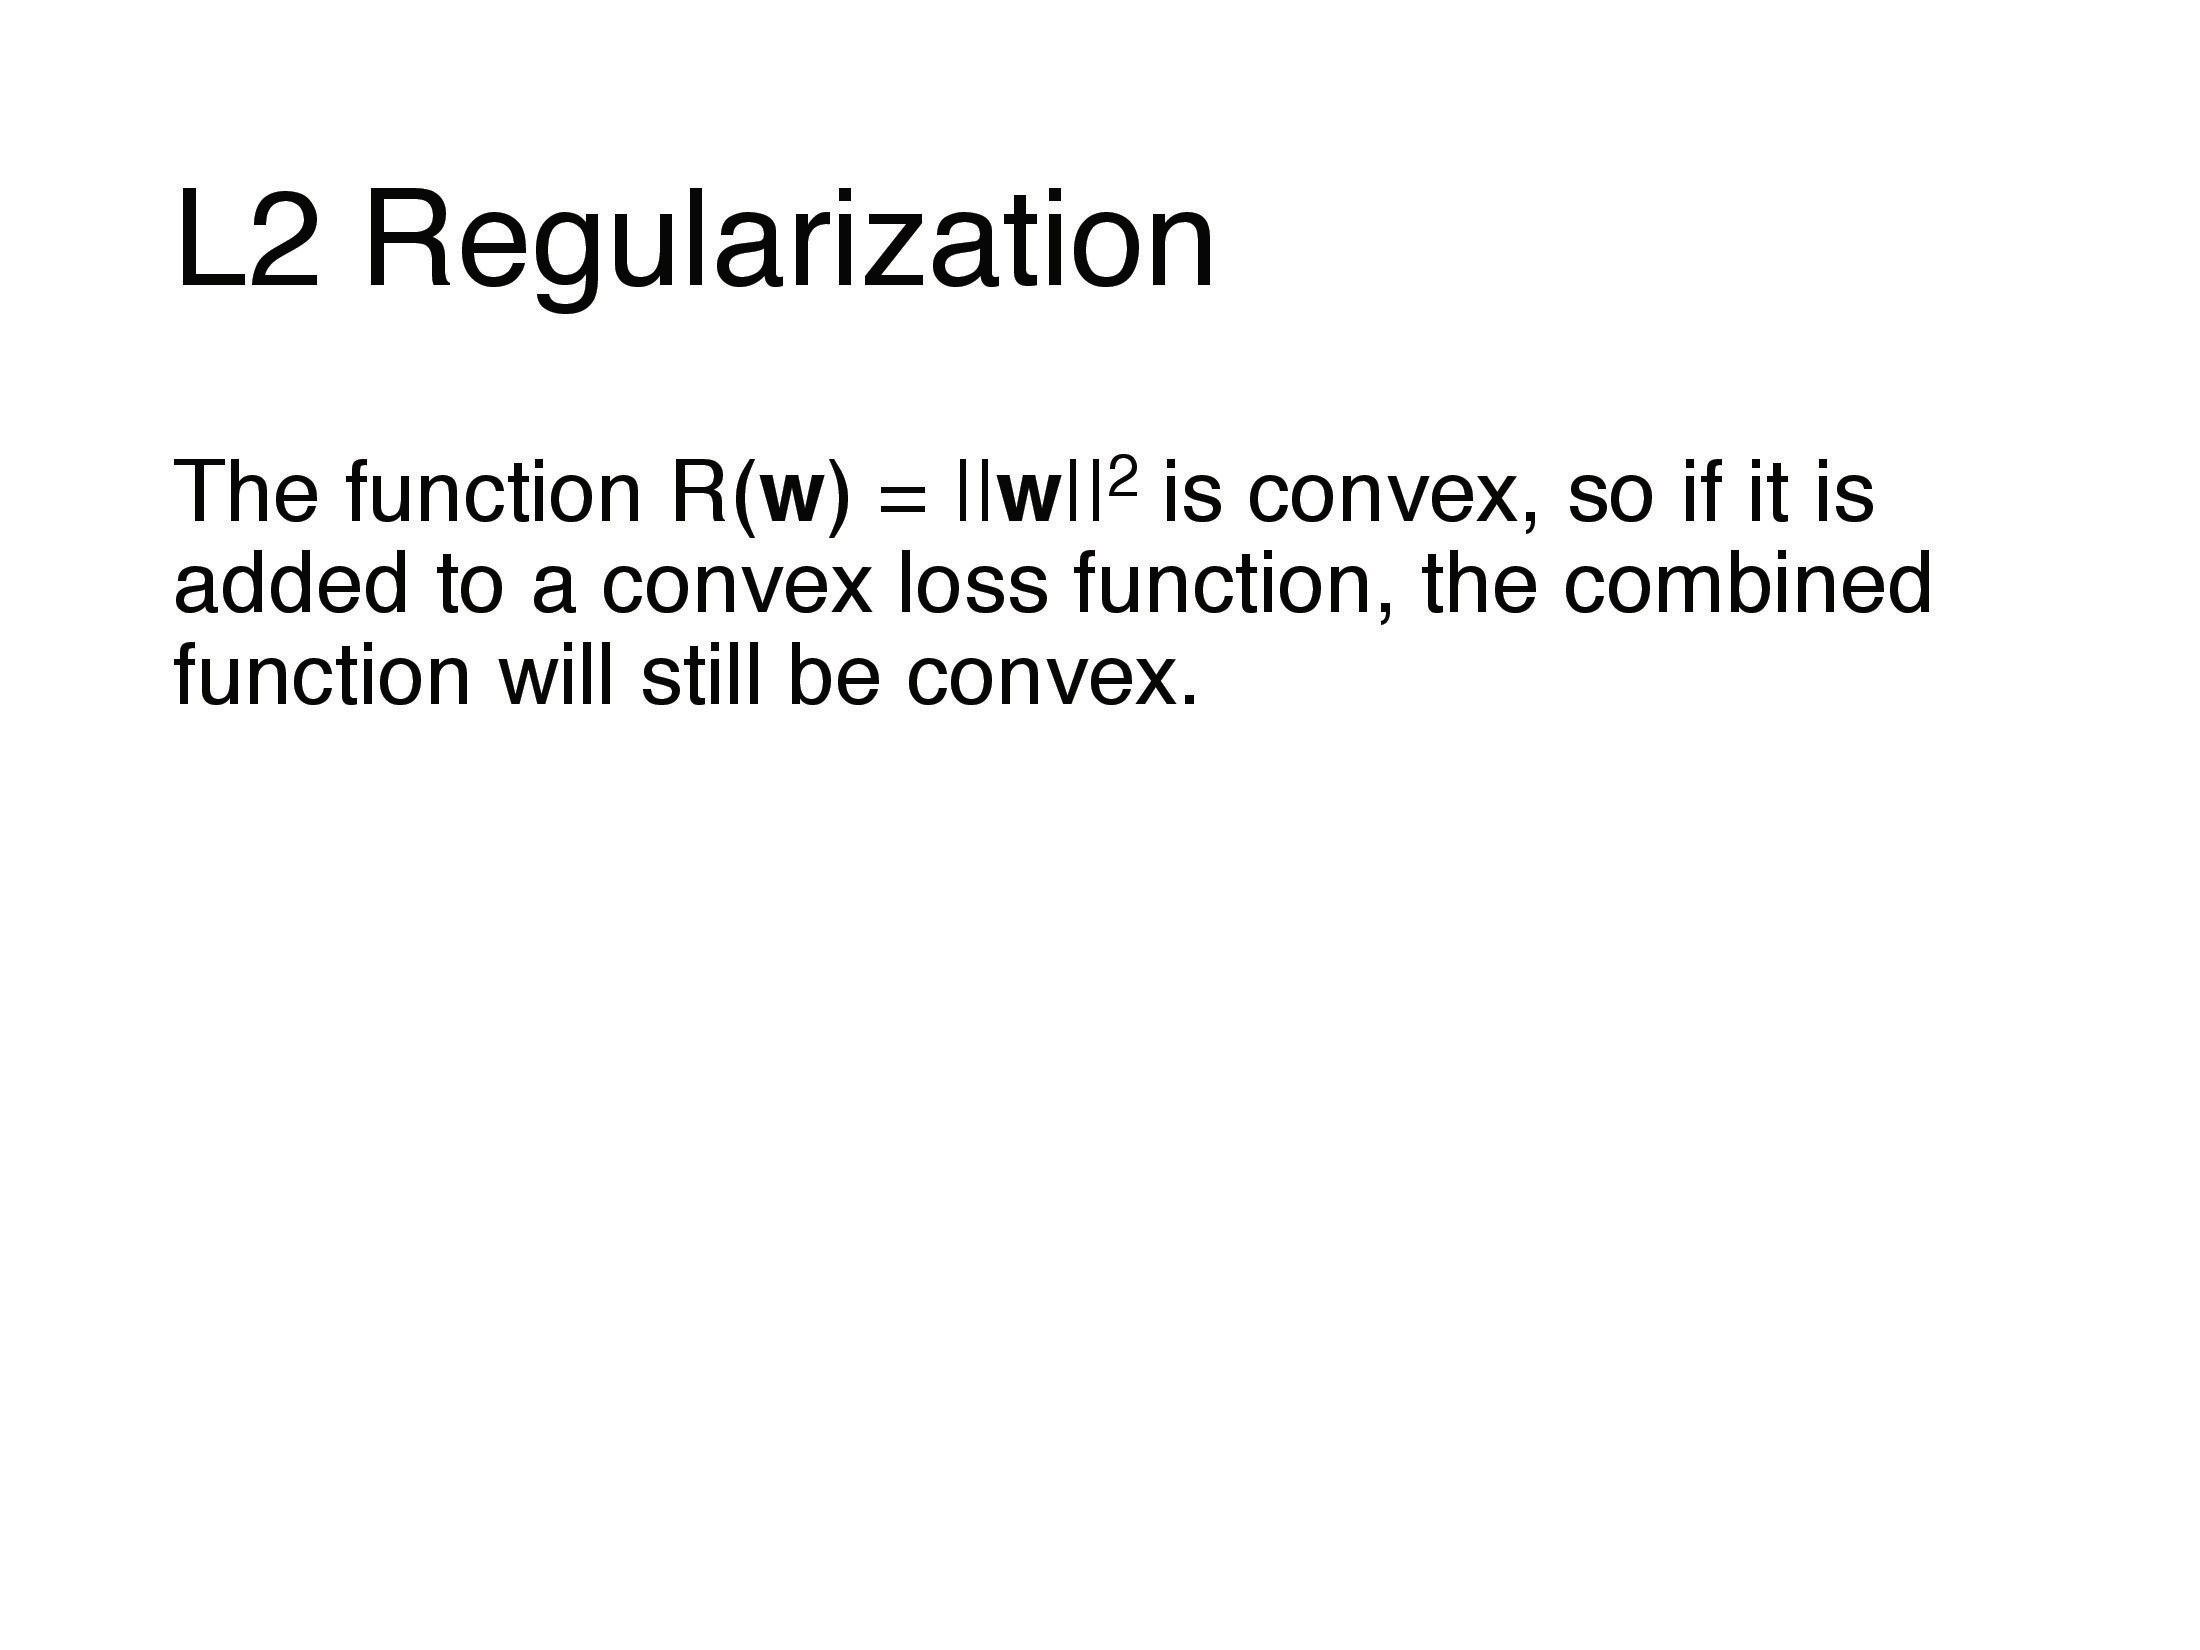 L2 Regularization
The function R(w) = ||w||² is convex, so if it is
added to a convex loss function, the combined
function will still be convex.